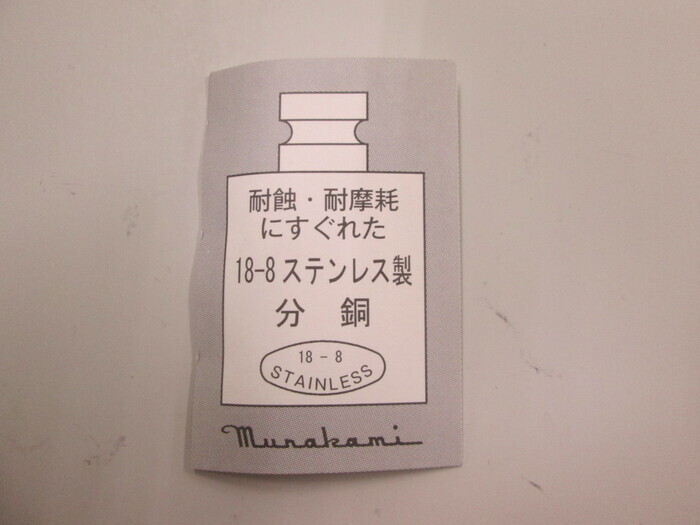 耐蝕・耐摩耗
にすぐれた
18-8ステンレス製
分 銅
18-8
STAINLESS
Murakami